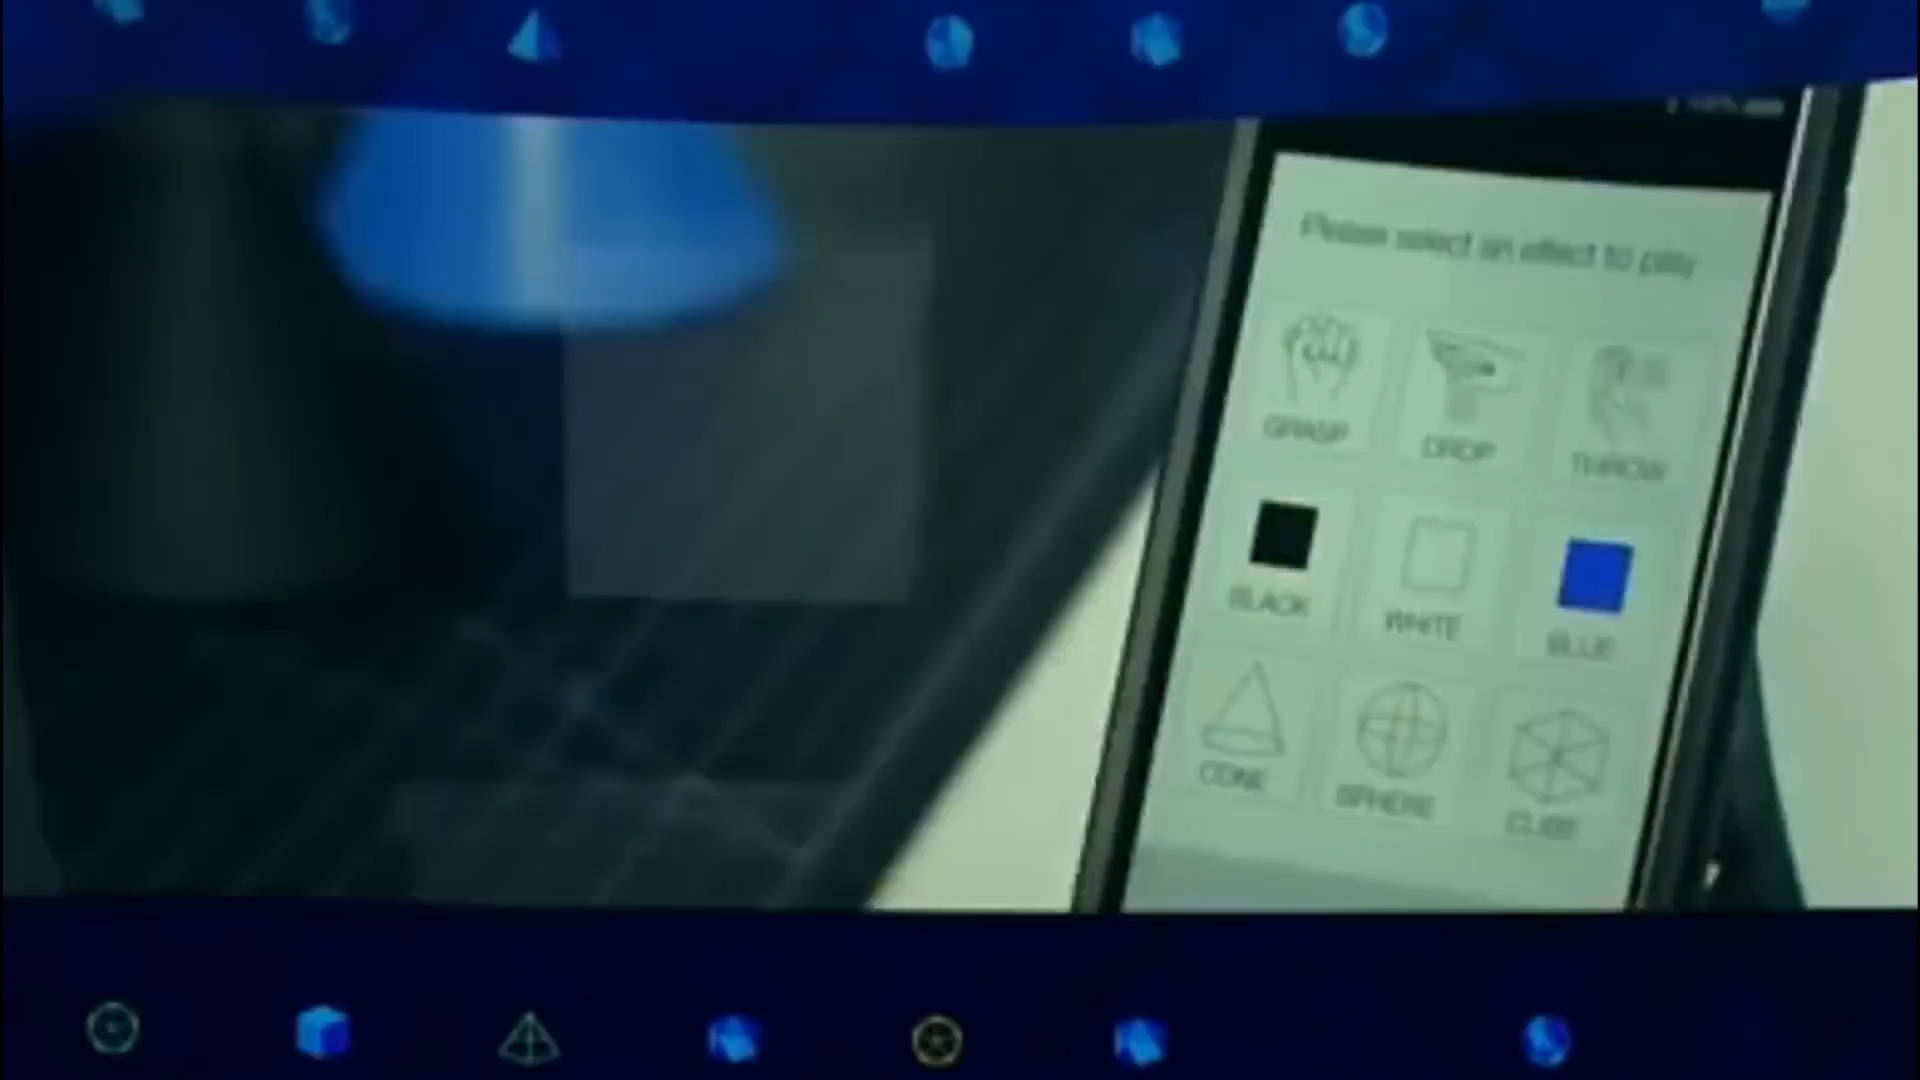 Please select an effect to play
GRASP DROP THROW
BLACK WHITE BLUE
CONE SPHERE CUBE